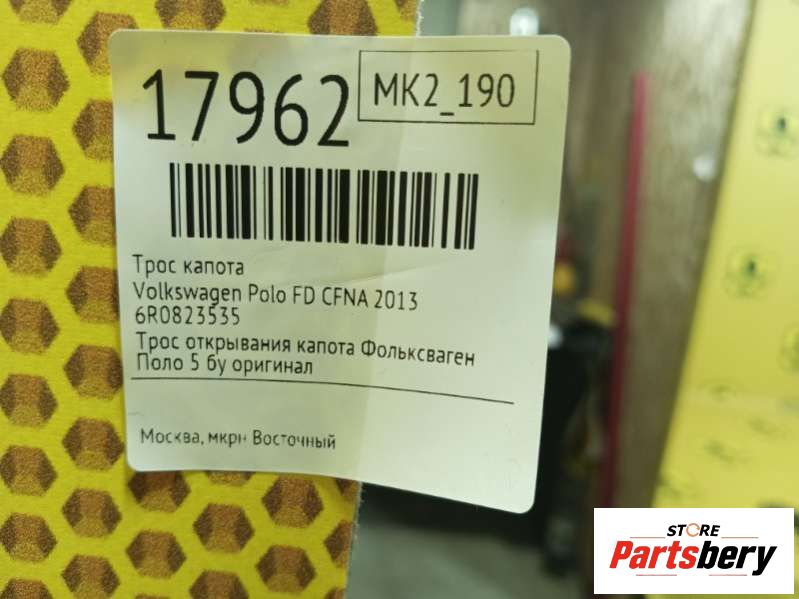 17962
MK2_190
Трос капота
Volkswagen Polo FD CFNA 2013
6R0823535
Трос открывания капота Фольксваген
Поло 5 бу оригинал
Москва, мкрн Восточный
STORE
Partsbery